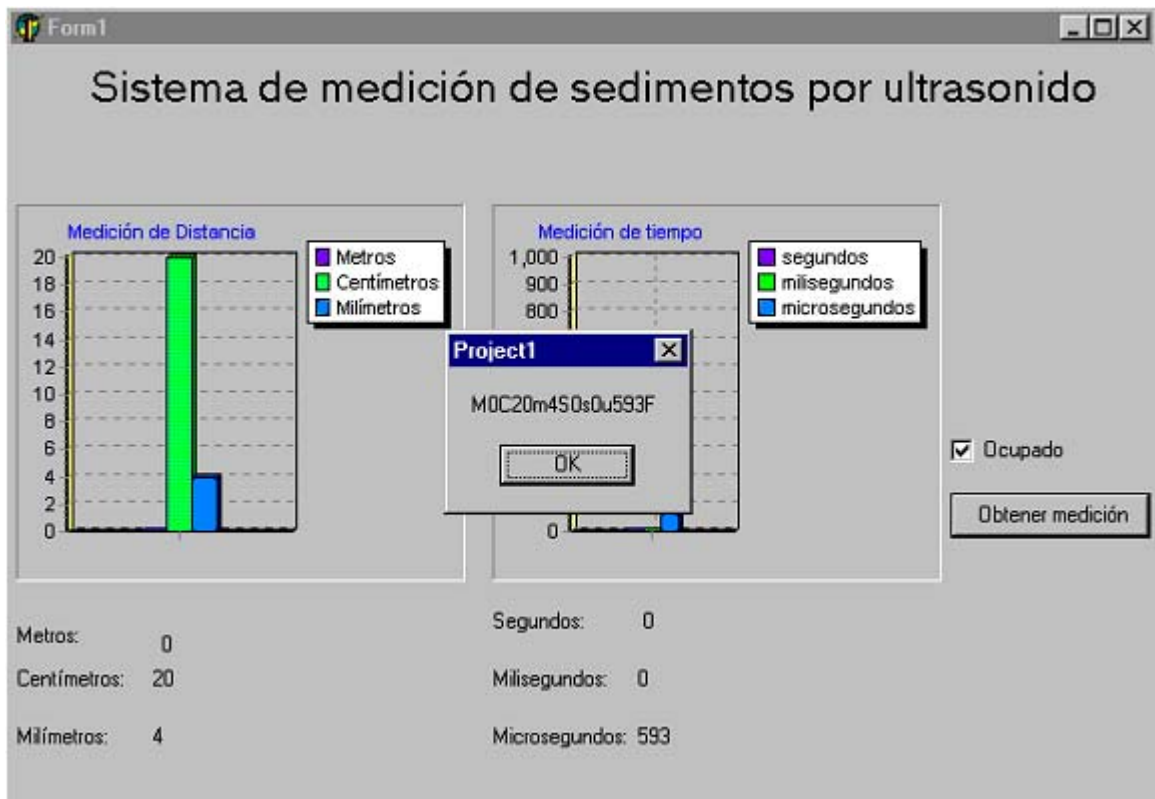 Form1
Sistema de medición de sedimentos por ultrasonido
Medición de Distancia
20
18
16
14
12
10
8
6
4
2
0
Metros
Centímetros
Milímetros
Medición de tiempo
1,000
900
800
0
segundos
milisegundos
microsegundos
Project1
M0C20m4S0s0u593F
OK
Ocupado
Obtener medición
Metros: 0
Centímetros: 20
Milímetros: 4
Segundos: 0
Milisegundos: 0
Microsegundos: 593